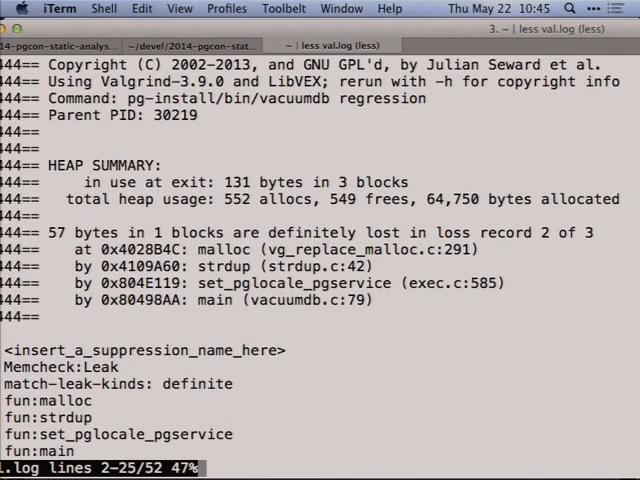 iTerm Shell Edit View Profiles Toolbelt Window Help Thu May 22 10:45
3. ~ | less val.log (less)
14-pgcon-static-analys... ~/devel/2014-pgcon-stat... ~ | less val.log (less)
444== Copyright (C) 2002-2013, and GNU GPL'd, by Julian Seward et al.
444== Using Valgrind-3.9.0 and LibVEX; rerun with -h for copyright info
444== Command: pg-install/bin/vacuumdb regression
444== Parent PID: 30219
444==
444==
444== HEAP SUMMARY:
444== in use at exit: 131 bytes in 3 blocks
444== total heap usage: 552 allocs, 549 frees, 64,750 bytes allocated
444==
444== 57 bytes in 1 blocks are definitely lost in loss record 2 of 3
444== at 0x4028B4C: malloc (vg_replace_malloc.c:291)
444== by 0x4109A60: strdup (strdup.c:42)
444== by 0x804E119: set_pglocale_pgservice (exec.c:585)
444== by 0x80498AA: main (vacuumdb.c:79)
444==
<insert_a_suppression_name_here>
Memcheck:Leak
match-leak-kinds: definite
fun:malloc
fun:strdup
fun:set_pglocale_pgservice
fun:main
l.log lines 2-25/52 47%